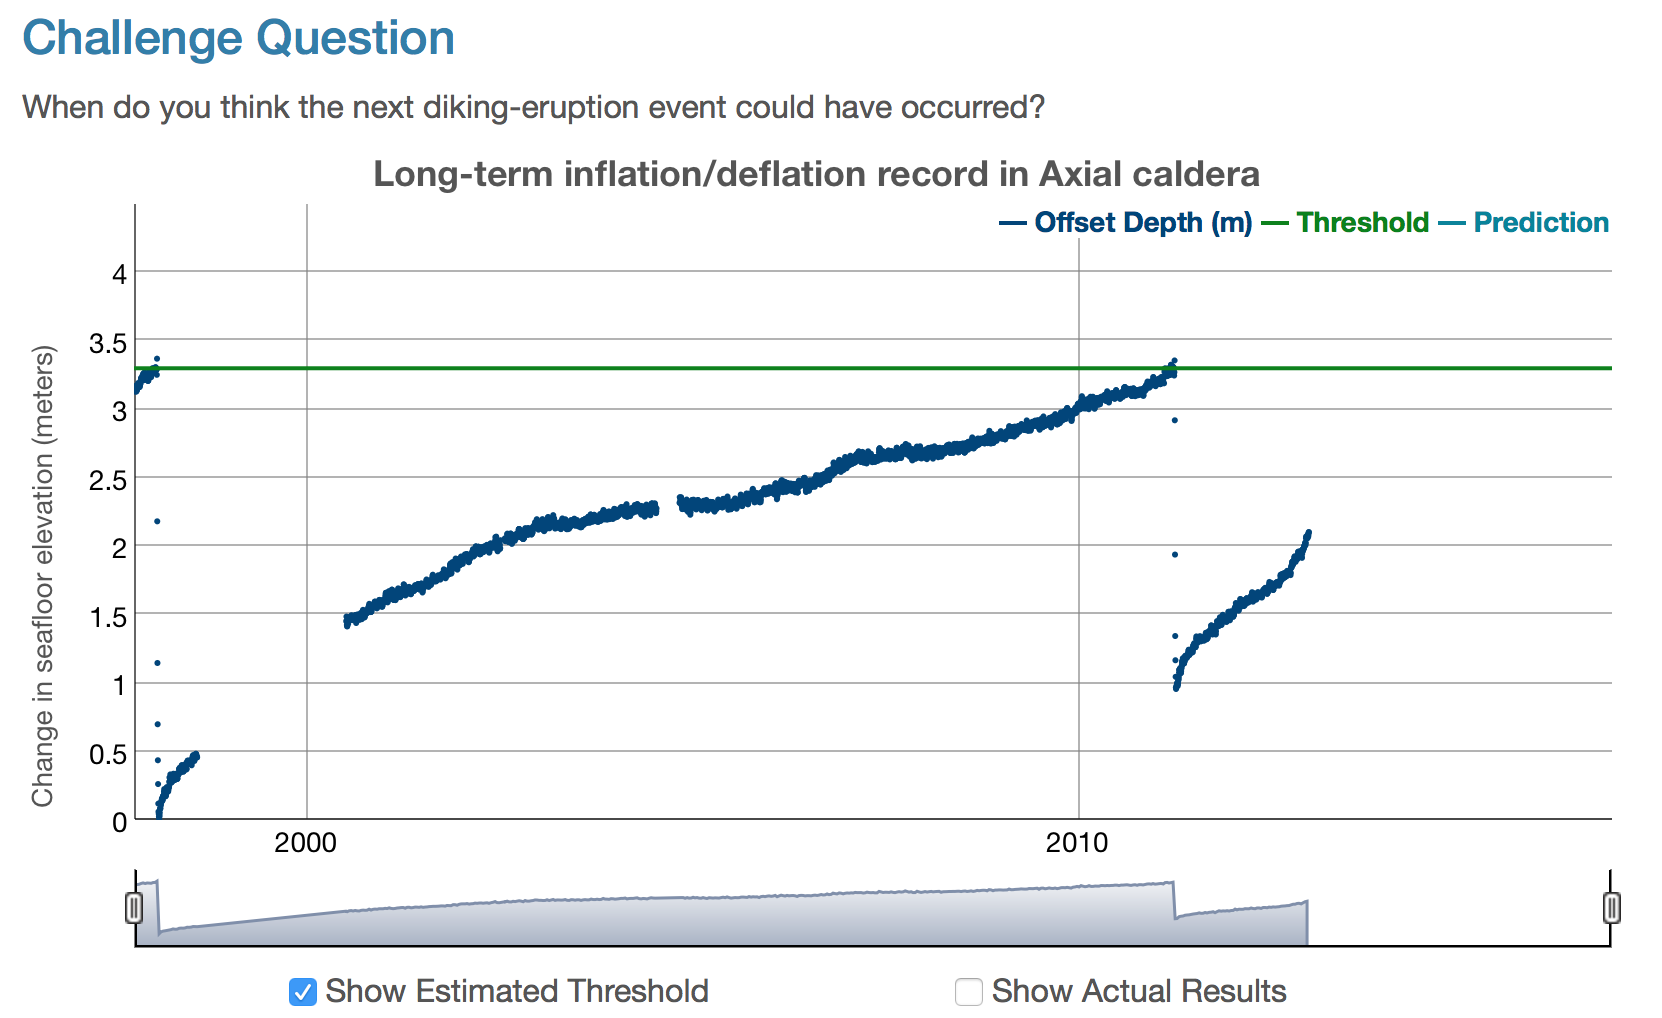 Challenge Question
When do you think the next diking-eruption event could have occurred?
Long-term inflation/deflation record in Axial caldera
Offset Depth (m) Threshold Prediction
Change in seafloor elevation (meters)
4
3.5
3
2.5
2
1.5
1
0.5
0
2000 2010
Show Estimated Threshold Show Actual Results